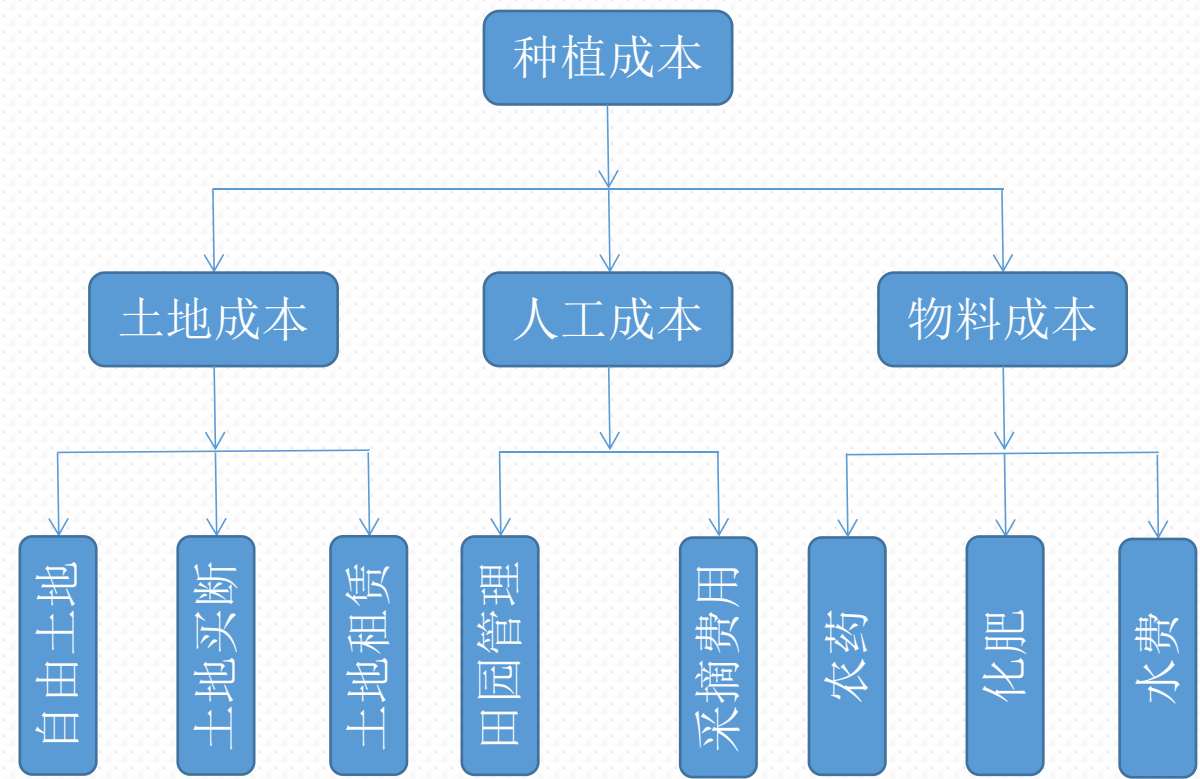 种植成本
土地成本
人工成本
物料成本
自由土地
土地买断
土地租赁
田园管理
采摘费用
农药
化肥
水费